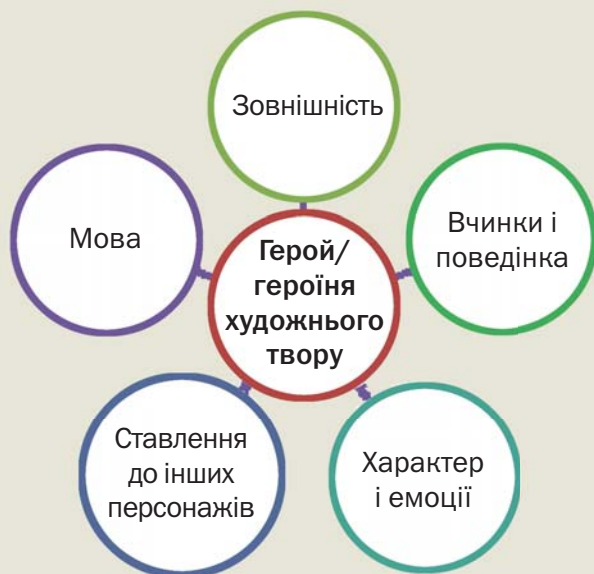 Зовнішність
Мова
Вчинки і
поведінка
Герой/
героїня
художнього
твору
Ставлення
до інших
персонажів
Характер
і емоції